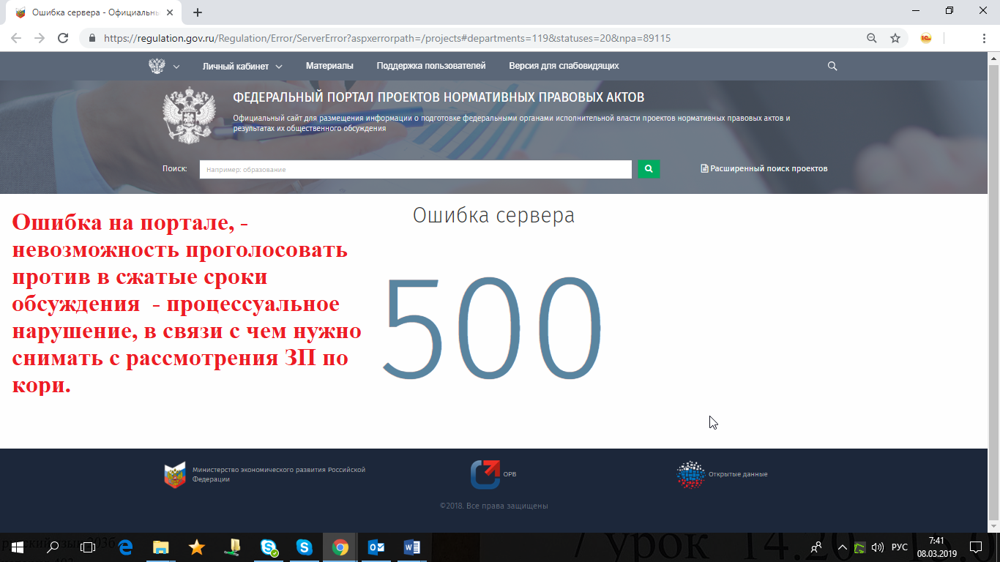 Ошибка сервера - Официальны
https://regulation.gov.ru/Regulation/Error/ServerError?aspxerrorpath=/projects#departments=119&statuses=20&npa=89115
Личный кабинет Материалы Поддержка пользователей Версия для слабовидящих
ФЕДЕРАЛЬНЫЙ ПОРТАЛ ПРОЕКТОВ НОРМАТИВНЫХ ПРАВОВЫХ АКТОВ
Официальный сайт для размещения информации о подготовке федеральными органами исполнительной власти проектов нормативных правовых актов и
результатах их общественного обсуждения
Поиск: Например: образование Расширенный поиск проектов
Ошибка сервера
500
Ошибка на портале, -
невозможность проголосовать
против в сжатые сроки
обсуждения - процессуальное
нарушение, в связи с чем нужно
снимать с рассмотрения ЗП по
кори.
Министерство экономического развития Российской
Федерации
ОРВ
Открытые данные
©2018. Все права защищены
7 урок 14.20
РУС
7:41
08.03.2019